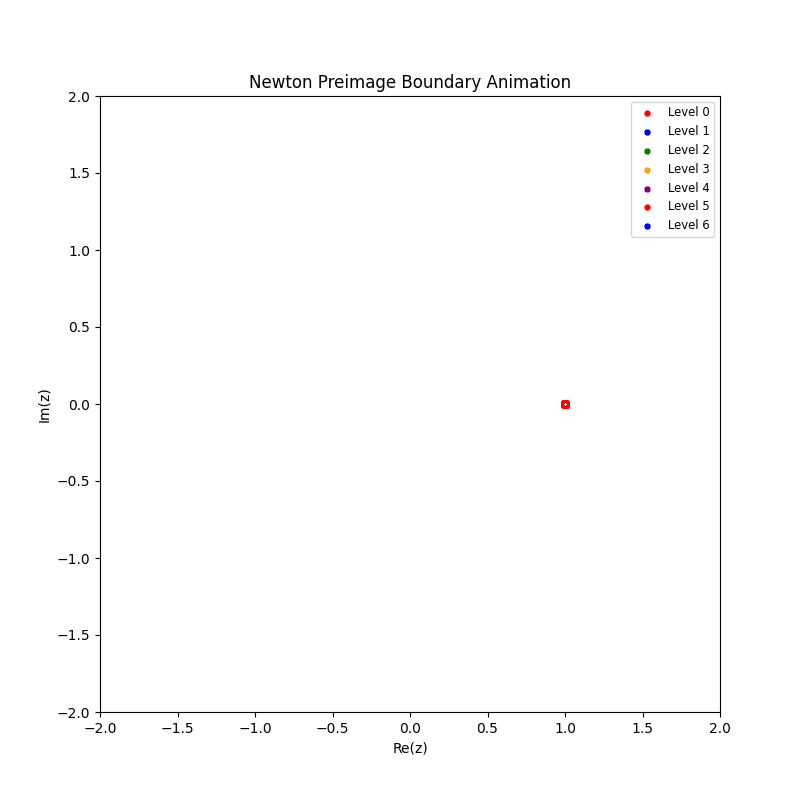 Newton Preimage Boundary Animation
Level 0
Level 1
Level 2
Level 3
Level 4
Level 5
Level 6
2.0
1.5
1.0
0.5
0.0
−0.5
−1.0
−1.5
−2.0
Im(z)
−2.0 −1.5 −1.0 −0.5 0.0 0.5 1.0 1.5 2.0
Re(z)